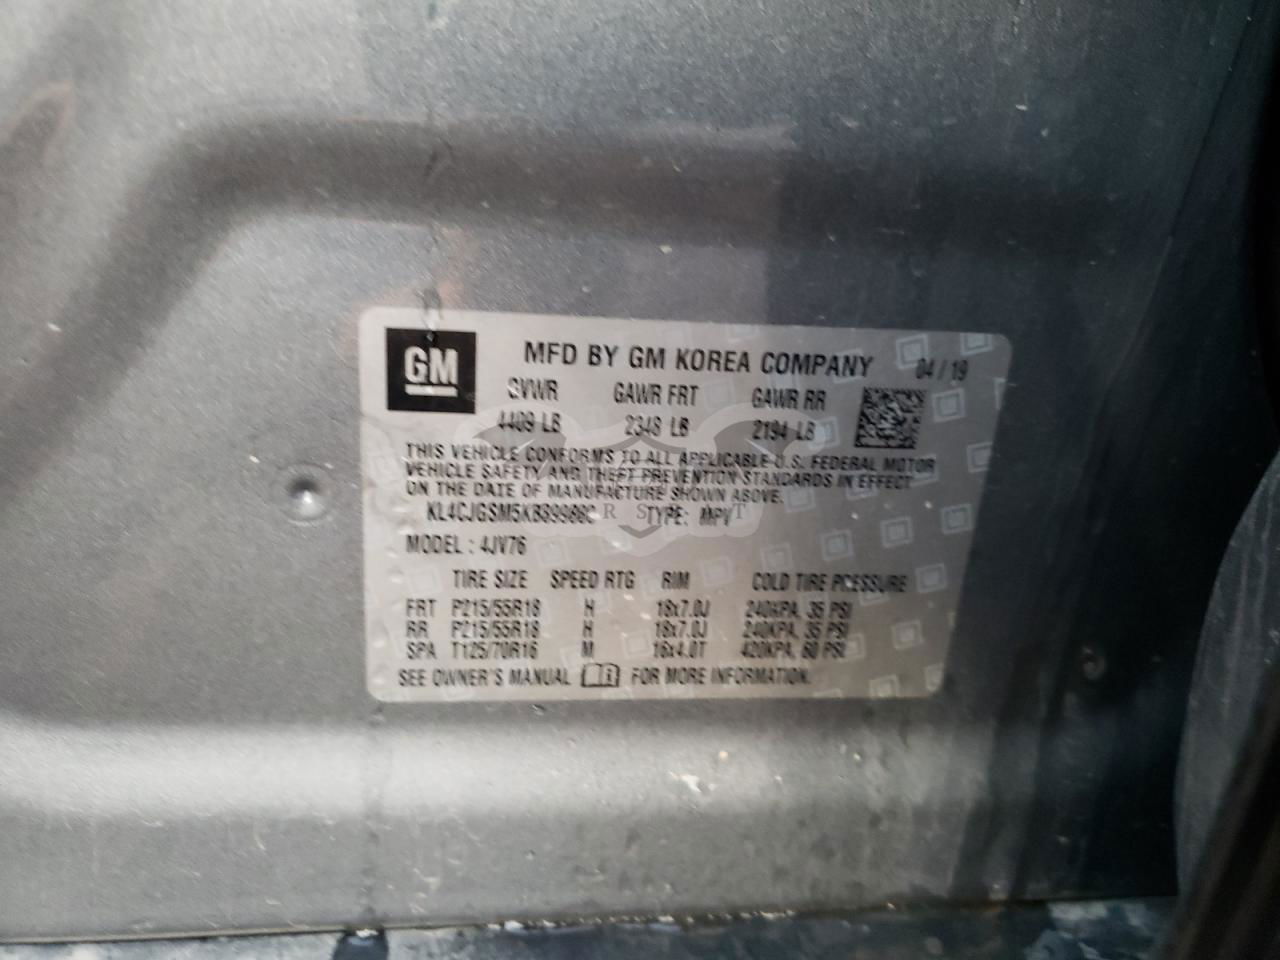 GM
MFD BY GM KOREA COMPANY 04/19
GVWR GAWR FRT GAWR RR
4409 LB 2348 LB 2194 LB
THIS VEHICLE CONFORMS TO ALL APPLICABLE U.S. FEDERAL MOTOR
VEHICLE SAFETY AND THEFT PREVENTION STANDARDS IN EFFECT
ON THE DATE OF MANUFACTURE SHOWN ABOVE.
TYPE: MPV
MODEL : 4JV76
TIRE SIZE SPEED RTG RIM COLD TIRE PRESSURE
FRT P215/55R18 H 18x7.0J 240KPA, 35 PSI
RR P215/55R18 H 18x7.0J 240KPA, 35 PSI
SPA T125/70R16 M 16x4.0T 420KPA, 60 PSI
SEE OWNER'S MANUAL FOR MORE INFORMATION.